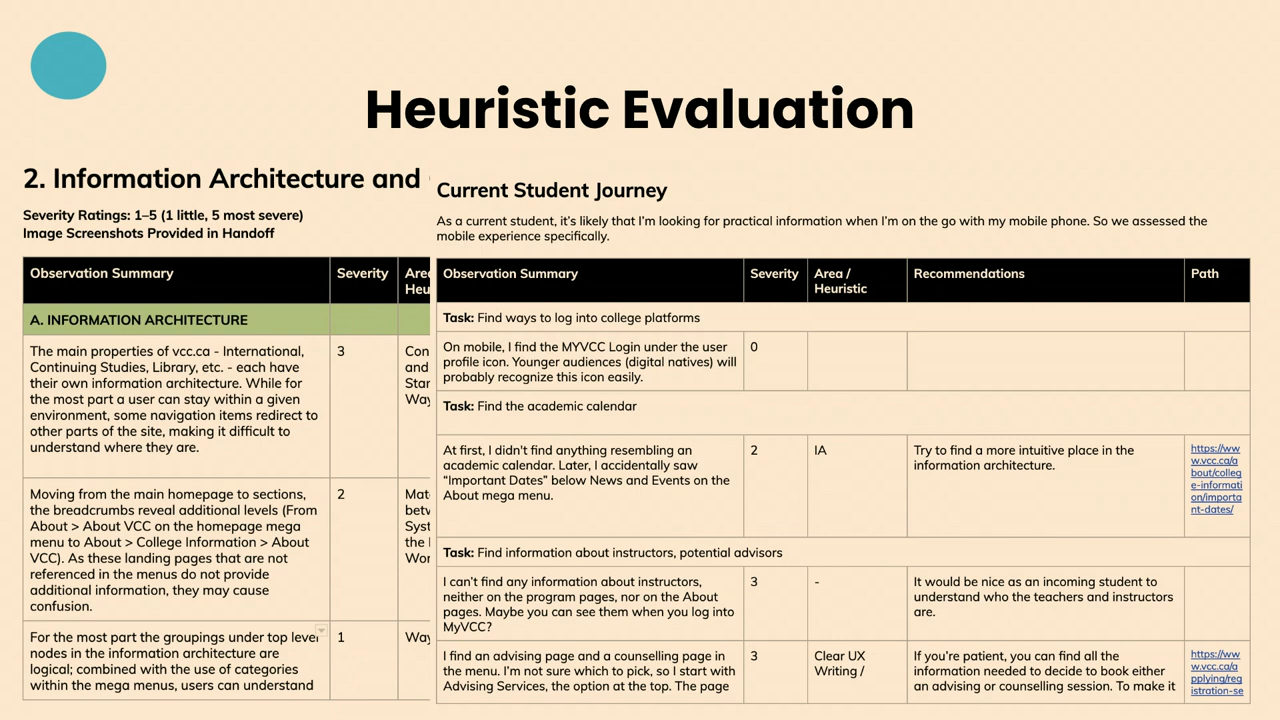 Heuristic Evaluation
2. Information Architecture and
Severity Ratings: 1–5 (1 little, 5 most severe)
Image Screenshots Provided in Handoff
Observation Summary
Severity
A. INFORMATION ARCHITECTURE
The main properties of vcc.ca - International,
Continuing Studies, Library, etc. - each have
their own information architecture. While for
the most part a user can stay within a given
environment, some navigation items redirect to
other parts of the site, making it difficult to
understand where they are.
3
and
Moving from the main homepage to sections,
the breadcrumbs reveal additional levels (From
About > About VCC on the homepage mega
menu to About > College Information > About
VCC). As these landing pages that are not
referenced in the menus do not provide
additional information, they may cause
confusion.
2
the
For the most part the groupings under top level
nodes in the information architecture are
logical; combined with the use of categories
within the mega menus, users can understand
1
Current Student Journey
As a current student, it’s likely that I’m looking for practical information when I’m on the go with my mobile phone. So we assessed the
mobile experience specifically.
Observation Summary
Severity
Area /
Heuristic
Recommendations
Path
Task: Find ways to log into college platforms
On mobile, I find the MYVCC Login under the user
profile icon. Younger audiences (digital natives) will
probably recognize this icon easily.
0
Task: Find the academic calendar
At first, I didn't find anything resembling an
academic calendar. Later, I accidentally saw
“Important Dates” below News and Events on the
About mega menu.
2
IA
Try to find a more intuitive place in the
information architecture.
https://ww
w.vcc.ca/a
bout/colleg
e-informati
on/importa
nt-dates/
Task: Find information about instructors, potential advisors
I can’t find any information about instructors,
neither on the program pages, nor on the About
pages. Maybe you can see them when you log into
MyVCC?
3
-
It would be nice as an incoming student to
understand who the teachers and instructors
are.
I find an advising page and a counselling page in
the menu. I’m not sure which to pick, so I start with
Advising Services, the option at the top. The page
3
Clear UX
Writing /
If you’re patient, you can find all the
information needed to decide to book either
an advising or counselling session. To make it
https://ww
w.vcc.ca/a
pplying/reg
istration-se